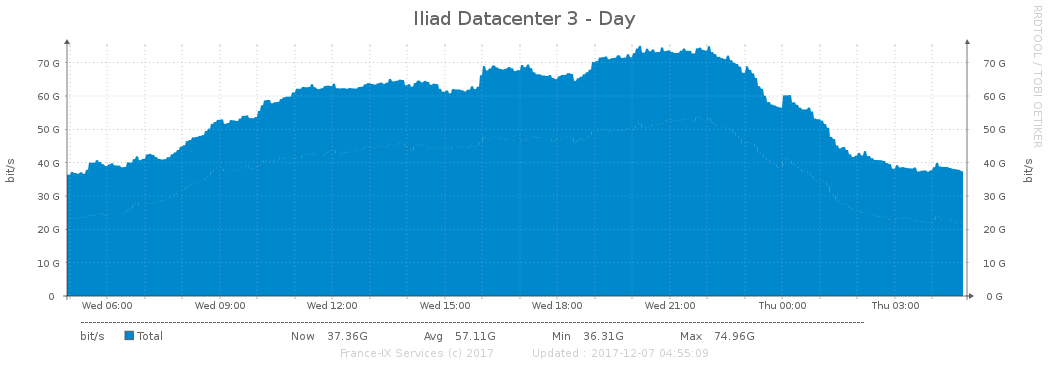 Iliad Datacenter 3 - Day
RRDTOOL / TOBI OETIKER
bit/s
70 G 70 G
60 G 60 G
50 G 50 G
40 G 40 G
30 G 30 G
20 G 20 G
10 G 10 G
0 0 G
bit/s
Wed 06:00 Wed 09:00 Wed 12:00 Wed 15:00 Wed 18:00 Wed 21:00 Thu 00:00 Thu 03:00
bit/s Total Now 37.36G Avg 57.11G Min 36.31G Max 74.96G
France-IX Services (c) 2017 Updated : 2017-12-07 04:55:09